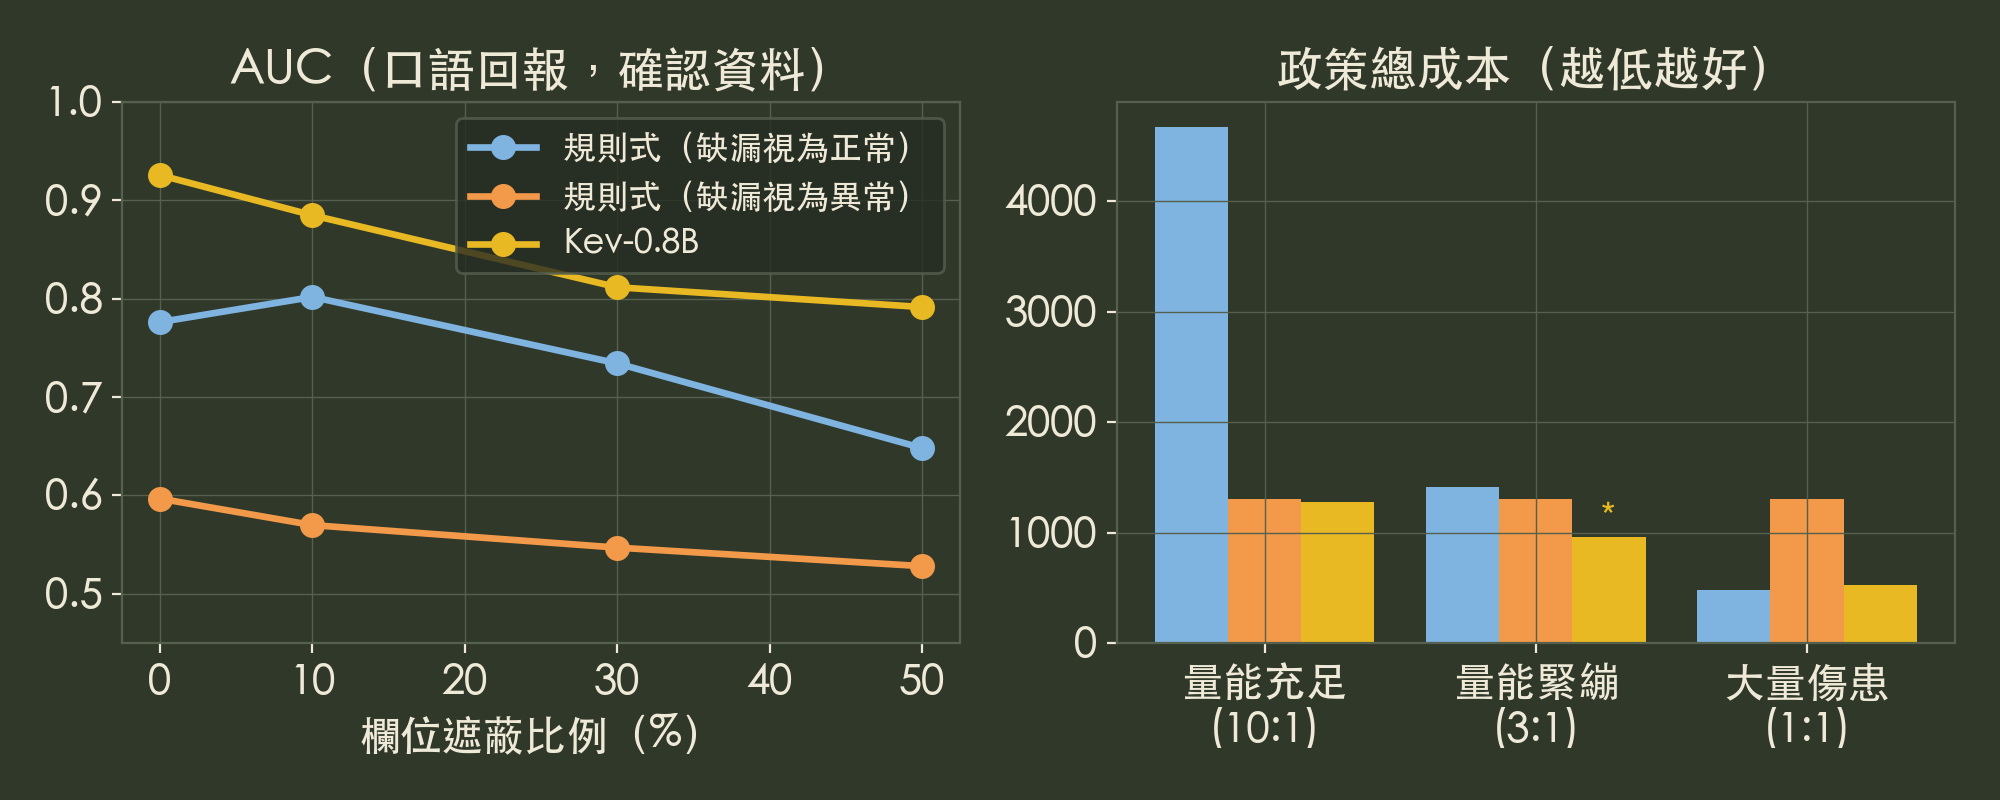 AUC（口語回報，確認資料）
1.0
0.9
0.8
0.7
0.6
0.5
規則式（缺漏視為正常）
規則式（缺漏視為異常）
Kev-0.8B
0 10 20 30 40 50
欄位遮蔽比例（%）
政策總成本（越低越好）
4000
3000
2000
1000
0
*
量能充足 量能緊繃 大量傷患
(10:1) (3:1) (1:1)